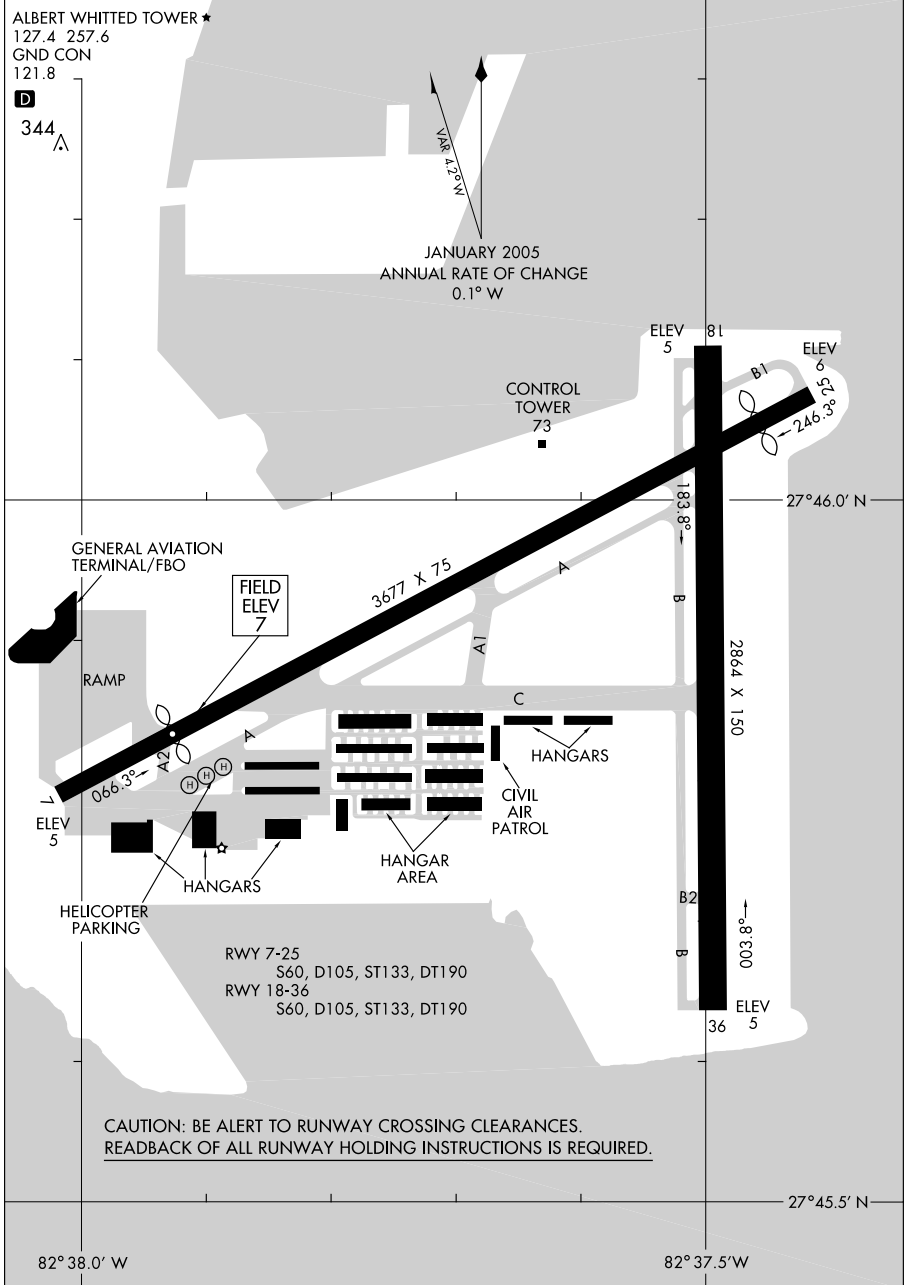 ALBERT WHITTED TOWER ★
127.4 257.6
GND CON
121.8
D
344
VAR 4.2° W
JANUARY 2005
ANNUAL RATE OF CHANGE
0.1° W
ELEV
5
18
ELEV
6
25
B1
246.3°
CONTROL
TOWER
73
183.8°
27°46.0' N
GENERAL AVIATION
TERMINAL/FBO
FIELD
ELEV
7
3677 X 75
A
B
A1
2864 X 150
RAMP
C
A
A2
066.3°
H H H
HANGARS
7
ELEV
5
CIVIL
AIR
PATROL
HANGAR
AREA
HANGARS
HELICOPTER
PARKING
B2
003.8°
B
RWY 7-25
S60, D105, ST133, DT190
RWY 18-36
S60, D105, ST133, DT190
36
ELEV
5
CAUTION: BE ALERT TO RUNWAY CROSSING CLEARANCES.
READBACK OF ALL RUNWAY HOLDING INSTRUCTIONS IS REQUIRED.
27°45.5' N
82°38.0' W
82°37.5'W